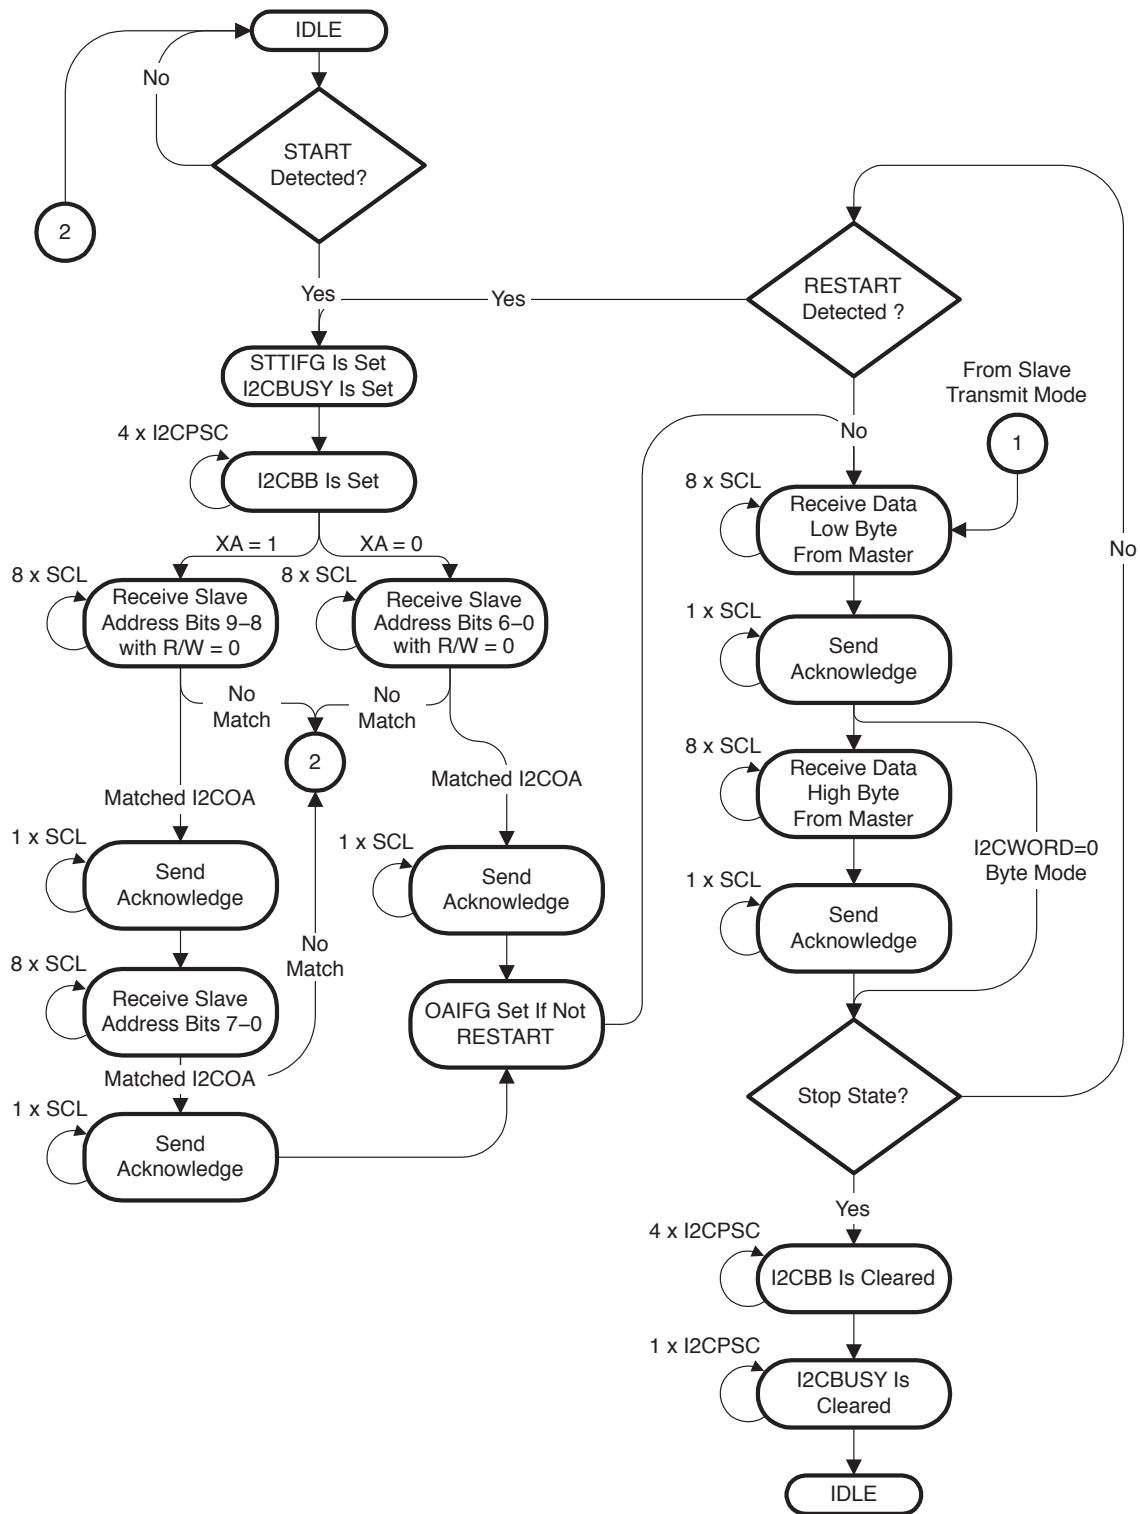 IDLE
No
START
Detected?
2
Yes
Yes
RESTART
Detected ?
STTIFG Is Set
I2CBUSY Is Set
From Slave
Transmit Mode
1
No
4 x I2CPSC
I2CBB Is Set
8 x SCL
Receive Data
Low Byte
From Master
No
XA = 1
XA = 0
8 x SCL
Receive Slave
Address Bits 9–8
with R/W = 0
8 x SCL
Receive Slave
Address Bits 6–0
with R/W = 0
1 x SCL
Send
Acknowledge
No
Match
No
Match
2
8 x SCL
Receive Data
High Byte
From Master
Matched I2COA
Matched I2COA
1 x SCL
Send
Acknowledge
1 x SCL
Send
Acknowledge
I2CWORD=0
Byte Mode
1 x SCL
Send
Acknowledge
No
Match
8 x SCL
Receive Slave
Address Bits 7–0
OAIFG Set If Not
RESTART
Matched I2COA
Stop State?
1 x SCL
Send
Acknowledge
Yes
4 x I2CPSC
I2CBB Is Cleared
1 x I2CPSC
I2CBUSY Is
Cleared
IDLE